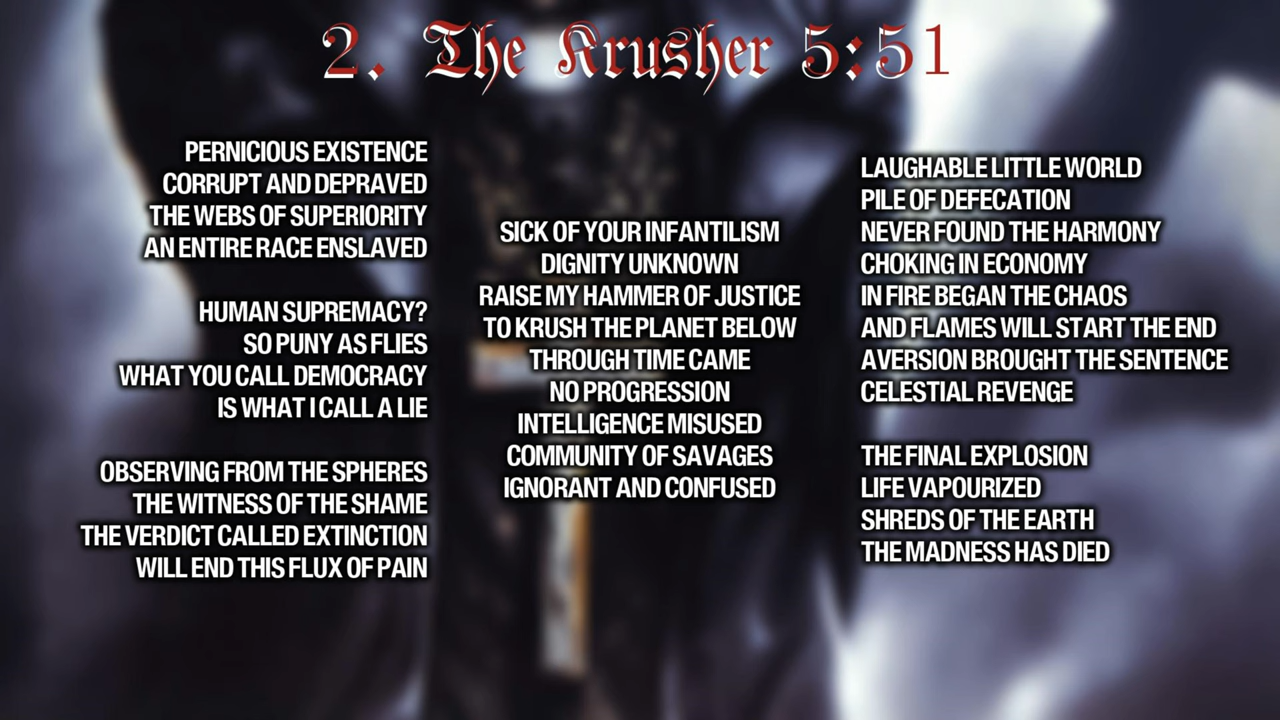 2. The Krusher 5:51
PERNICIOUS EXISTENCE
CORRUPT AND DEPRAVED
THE WEBS OF SUPERIORITY
AN ENTIRE RACE ENSLAVED
HUMAN SUPREMACY?
SO PUNY AS FLIES
WHAT YOU CALL DEMOCRACY
IS WHAT I CALL A LIE
OBSERVING FROM THE SPHERES
THE WITNESS OF THE SHAME
THE VERDICT CALLED EXTINCTION
WILL END THIS FLUX OF PAIN
SICK OF YOUR INFANTILISM
DIGNITY UNKNOWN
RAISE MY HAMMER OF JUSTICE
TO KRUSH THE PLANET BELOW
THROUGH TIME CAME
NO PROGRESSION
INTELLIGENCE MISUSED
COMMUNITY OF SAVAGES
IGNORANT AND CONFUSED
LAUGHABLE LITTLE WORLD
PILE OF DEFECATION
NEVER FOUND THE HARMONY
CHOKING IN ECONOMY
IN FIRE BEGAN THE CHAOS
AND FLAMES WILL START THE END
AVERSION BROUGHT THE SENTENCE
CELESTIAL REVENGE
THE FINAL EXPLOSION
LIFE VAPOURIZED
SHREDS OF THE EARTH
THE MADNESS HAS DIED